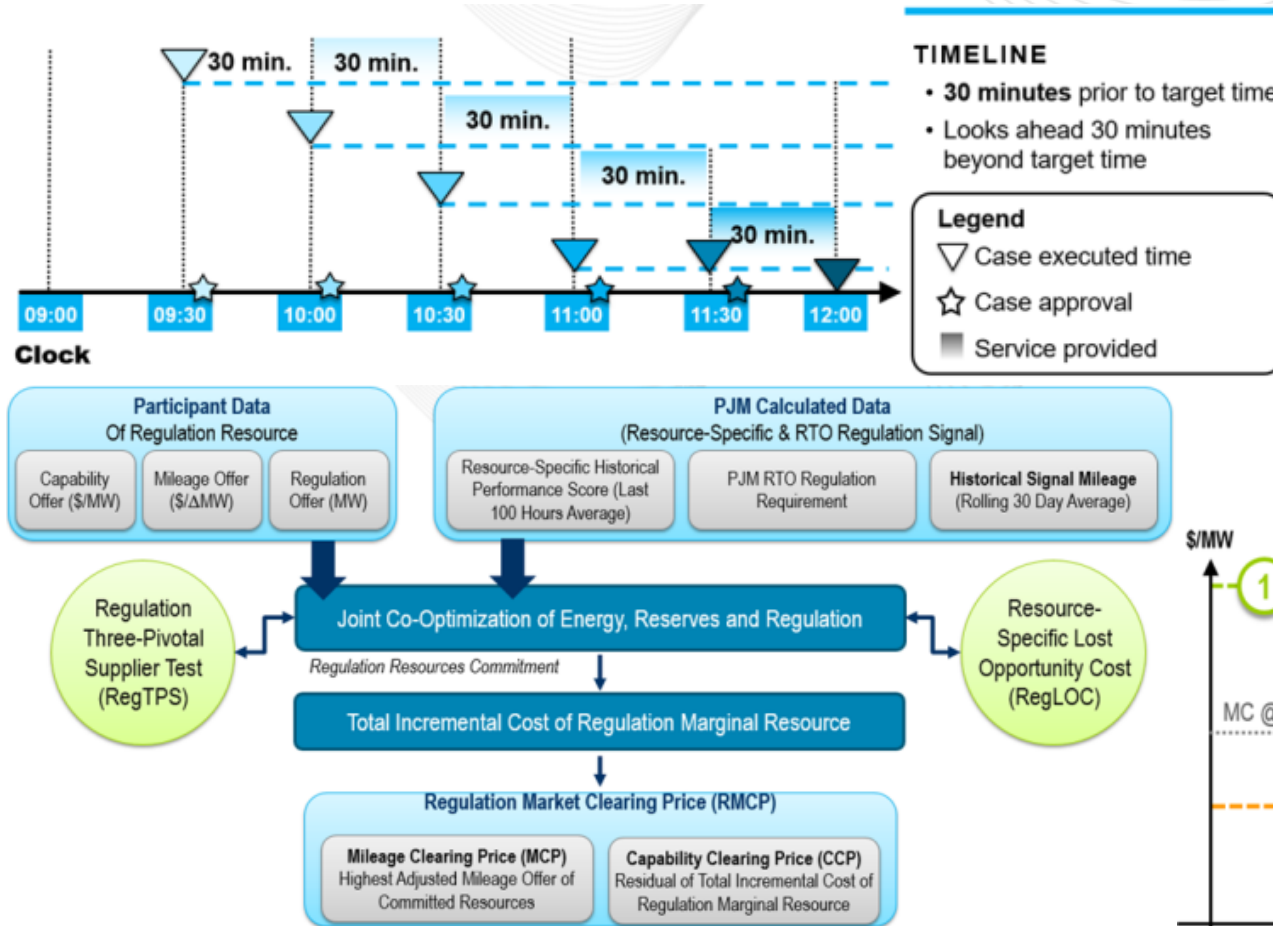 30 min.
30 min.
30 min.
30 min.
30 min.
09:00
09:30
10:00
10:30
11:00
11:30
12:00
Clock
TIMELINE
• 30 minutes prior to target time
• Looks ahead 30 minutes
beyond target time
Legend
Case executed time
Case approval
Service provided
Participant Data
Of Regulation Resource
Capability
Offer ($/MW)
Mileage Offer
($/ΔMW)
Regulation
Offer (MW)
PJM Calculated Data
(Resource-Specific & RTO Regulation Signal)
Resource-Specific Historical
Performance Score (Last
100 Hours Average)
PJM RTO Regulation
Requirement
Historical Signal Mileage
(Rolling 30 Day Average)
Regulation
Three-Pivotal
Supplier Test
(RegTPS)
Joint Co-Optimization of Energy, Reserves and Regulation
Regulation Resources Commitment
Total Incremental Cost of Regulation Marginal Resource
Resource-
Specific Lost
Opportunity Cost
(RegLOC)
Regulation Market Clearing Price (RMCP)
Mileage Clearing Price (MCP)
Highest Adjusted Mileage Offer of
Committed Resources
Capability Clearing Price (CCP)
Residual of Total Incremental Cost of
Regulation Marginal Resource
$/MW
1
MC @